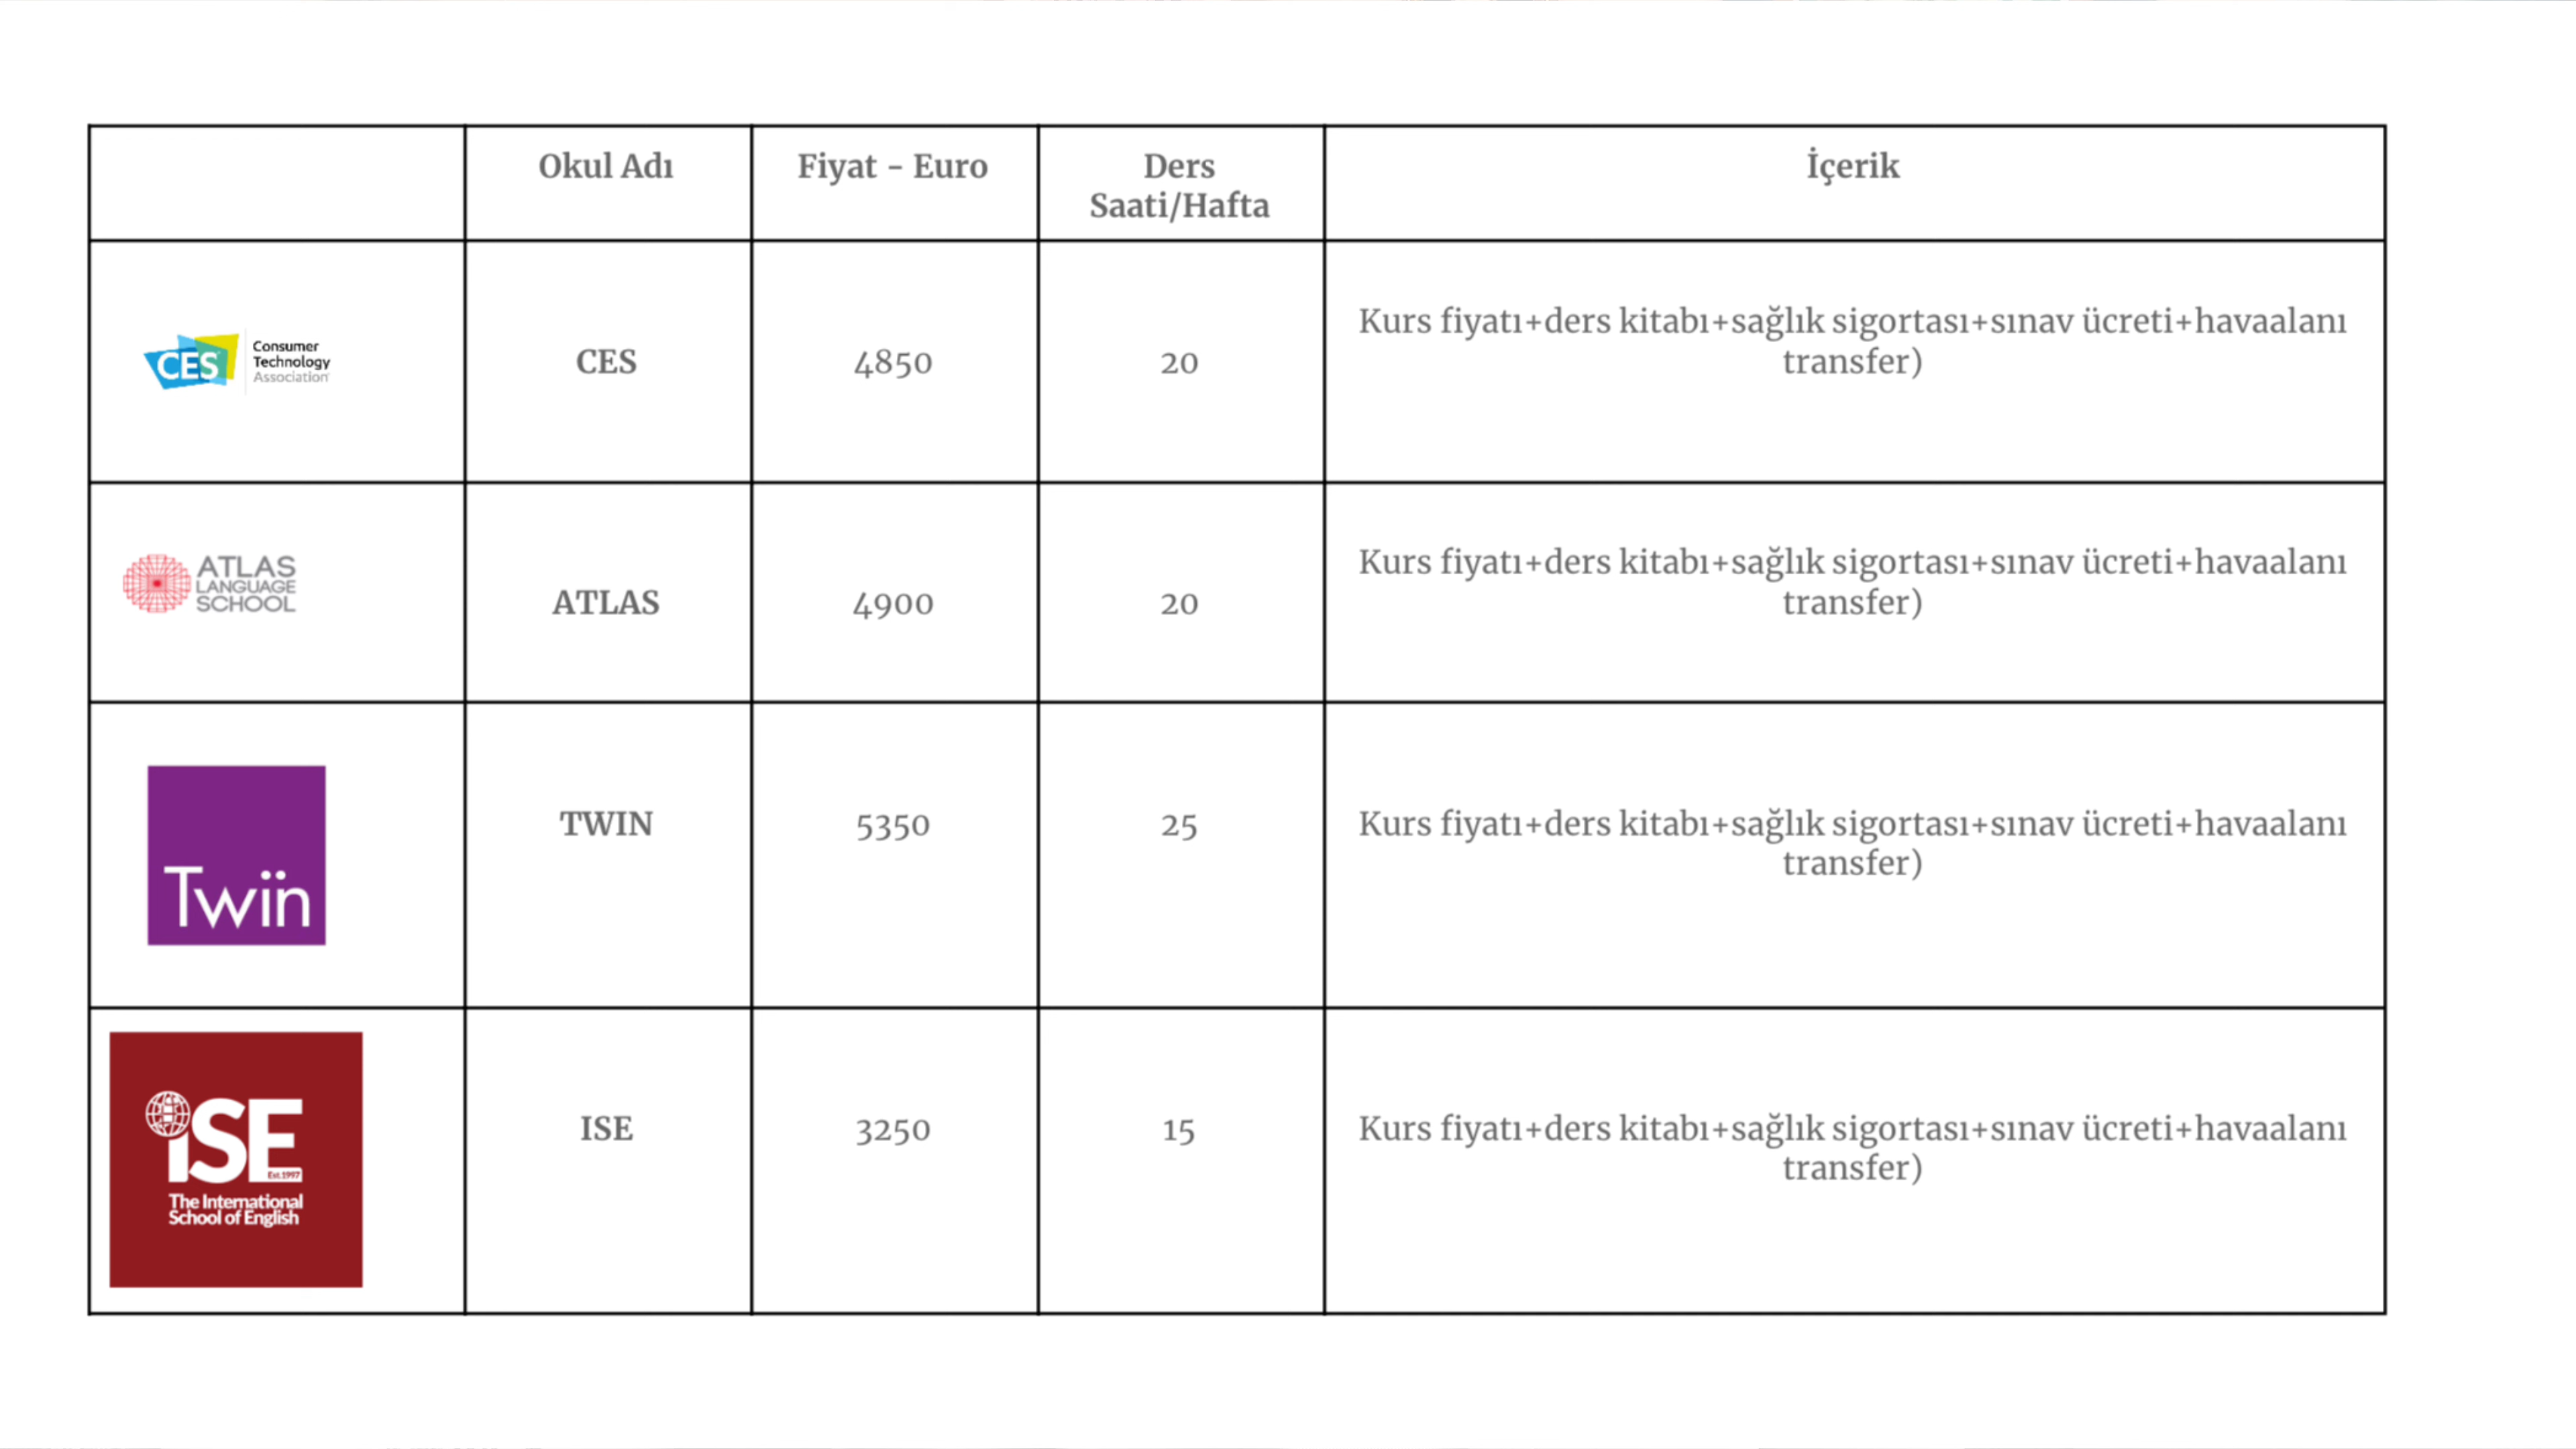 Okul Adı
Fiyat - Euro
Ders
Saati/Hafta
İçerik
CES
Consumer
Technology
Association
CES
4850
20
Kurs fiyatı+ders kitabı+sağlık sigortası+sınav ücreti+havaalanı
transfer)
ATLAS
LANGUAGE
SCHOOL
ATLAS
4900
20
Kurs fiyatı+ders kitabı+sağlık sigortası+sınav ücreti+havaalanı
transfer)
Twin
TWIN
5350
25
Kurs fiyatı+ders kitabı+sağlık sigortası+sınav ücreti+havaalanı
transfer)
iSE
Est.1997
The International
School of English
ISE
3250
15
Kurs fiyatı+ders kitabı+sağlık sigortası+sınav ücreti+havaalanı
transfer)